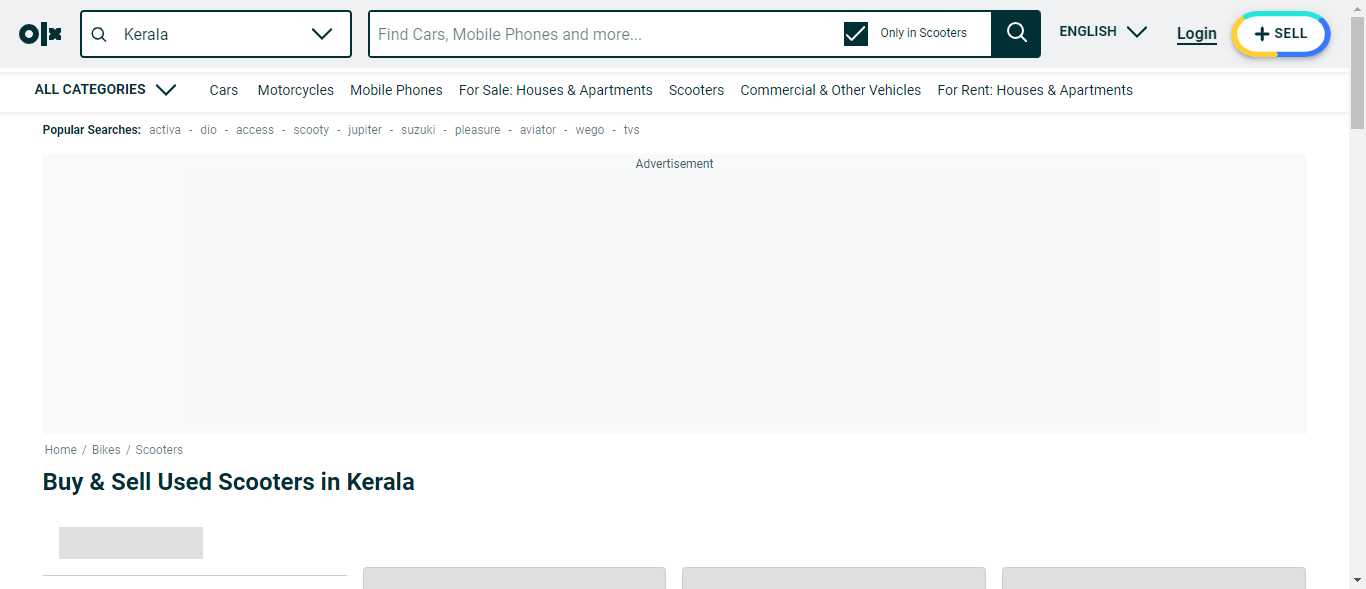 olx Kerala Find Cars, Mobile Phones and more... Only in Scooters ENGLISH Login + SELL
ALL CATEGORIES Cars Motorcycles Mobile Phones For Sale: Houses & Apartments Scooters Commercial & Other Vehicles For Rent: Houses & Apartments
Popular Searches: activa - dio - access - scooty - jupiter - suzuki - pleasure - aviator - wego - tvs
Advertisement
Home / Bikes / Scooters
Buy & Sell Used Scooters in Kerala